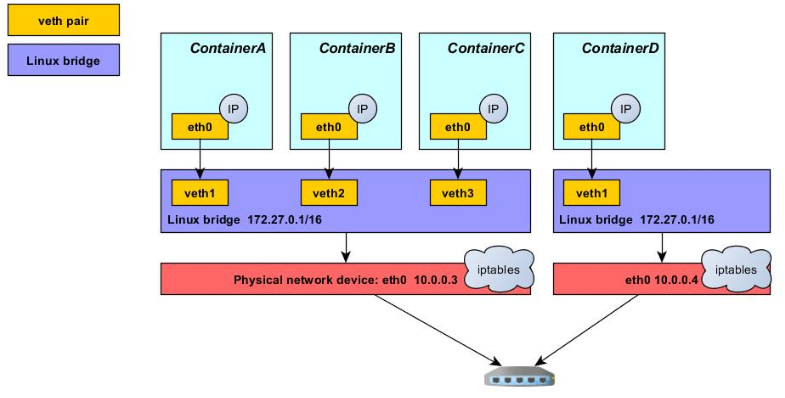 veth pair
Linux bridge
ContainerA
ContainerB
ContainerC
ContainerD
IP
IP
IP
IP
eth0
eth0
eth0
eth0
veth1
veth2
veth3
veth1
Linux bridge 172.27.0.1/16
Linux bridge 172.27.0.1/16
iptables
iptables
Physical network device: eth0 10.0.0.3
eth0 10.0.0.4